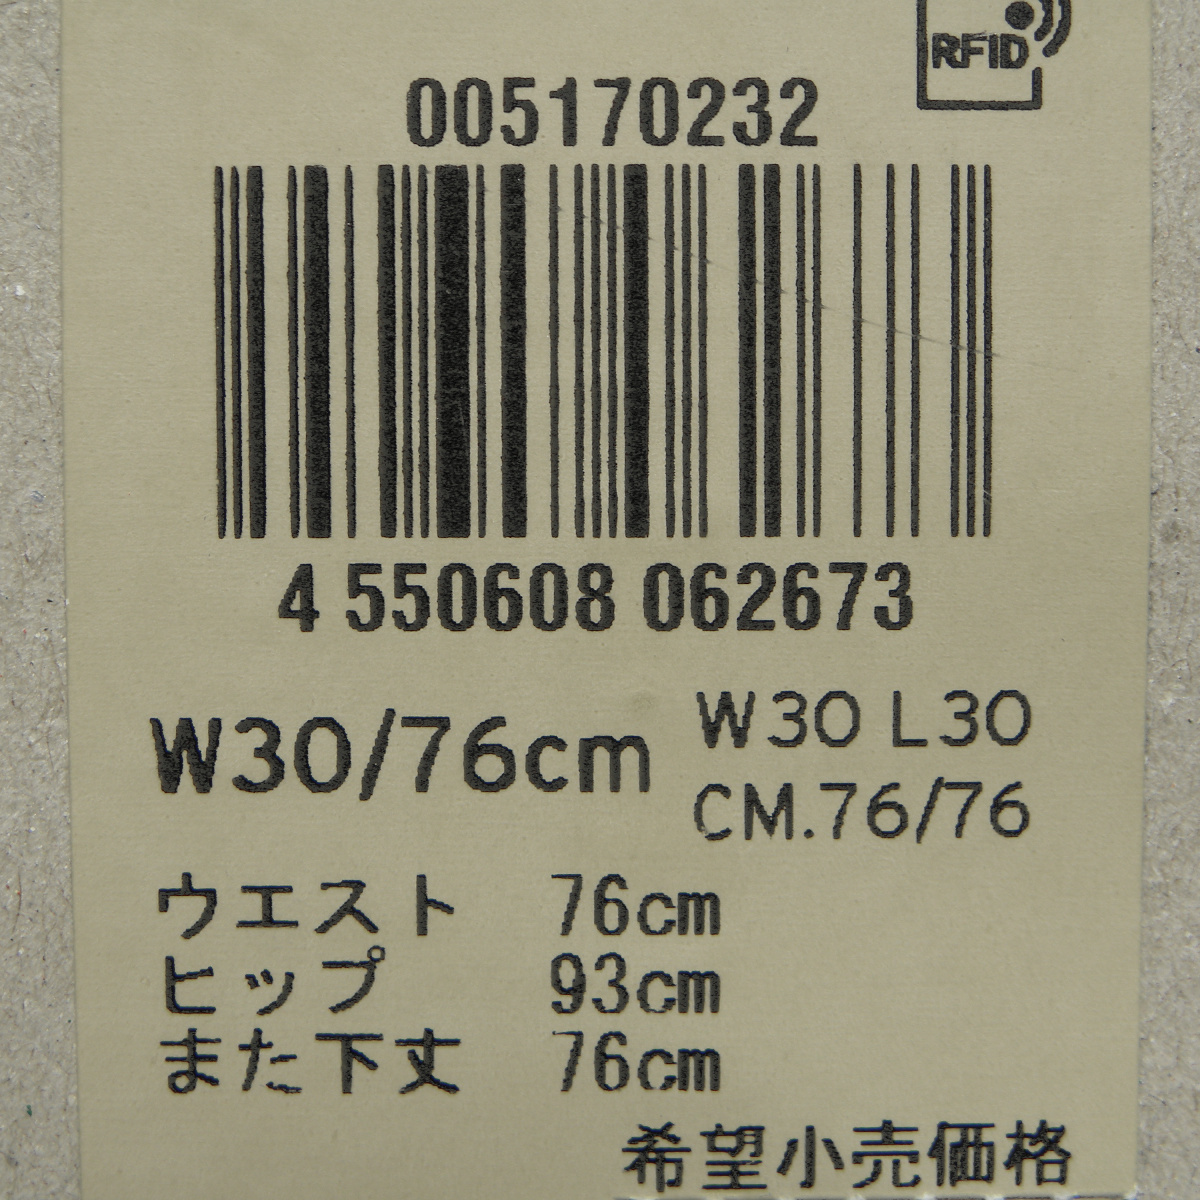 RFID
005170232
4 550608 062673
W30/76cm
W30 L30
CM.76/76
ウエスト 76cm
ヒップ 93cm
また下丈 76cm
希望小売価格